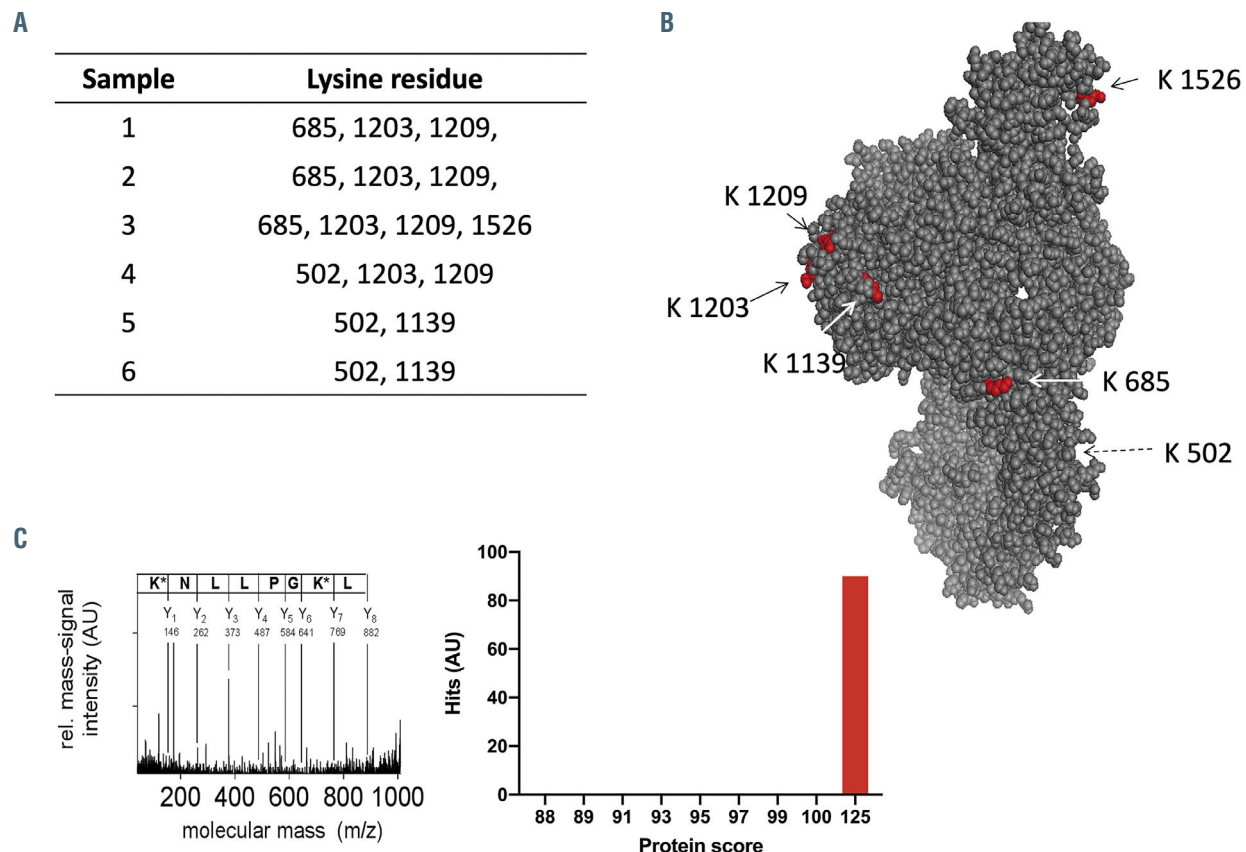 A
Sample Lysine residue
1 685, 1203, 1209,
2 685, 1203, 1209,
3 685, 1203, 1209, 1526
4 502, 1203, 1209
5 502, 1139
6 502, 1139
B
K 1526
K 1209
K 1203
K 1139
K 685
K 502
C
K* N L L P G K* L
Y1 Y2 Y3 Y4 Y5 Y6 Y7 Y8
146 262 373 487 584 641 769 882
rel. mass-signal
intensity (AU)
200 400 600 800 1000
molecular mass (m/z)
100
80
60
40
20
0
Hits (AU)
88 89 91 93 95 97 99 100 125
Protein score